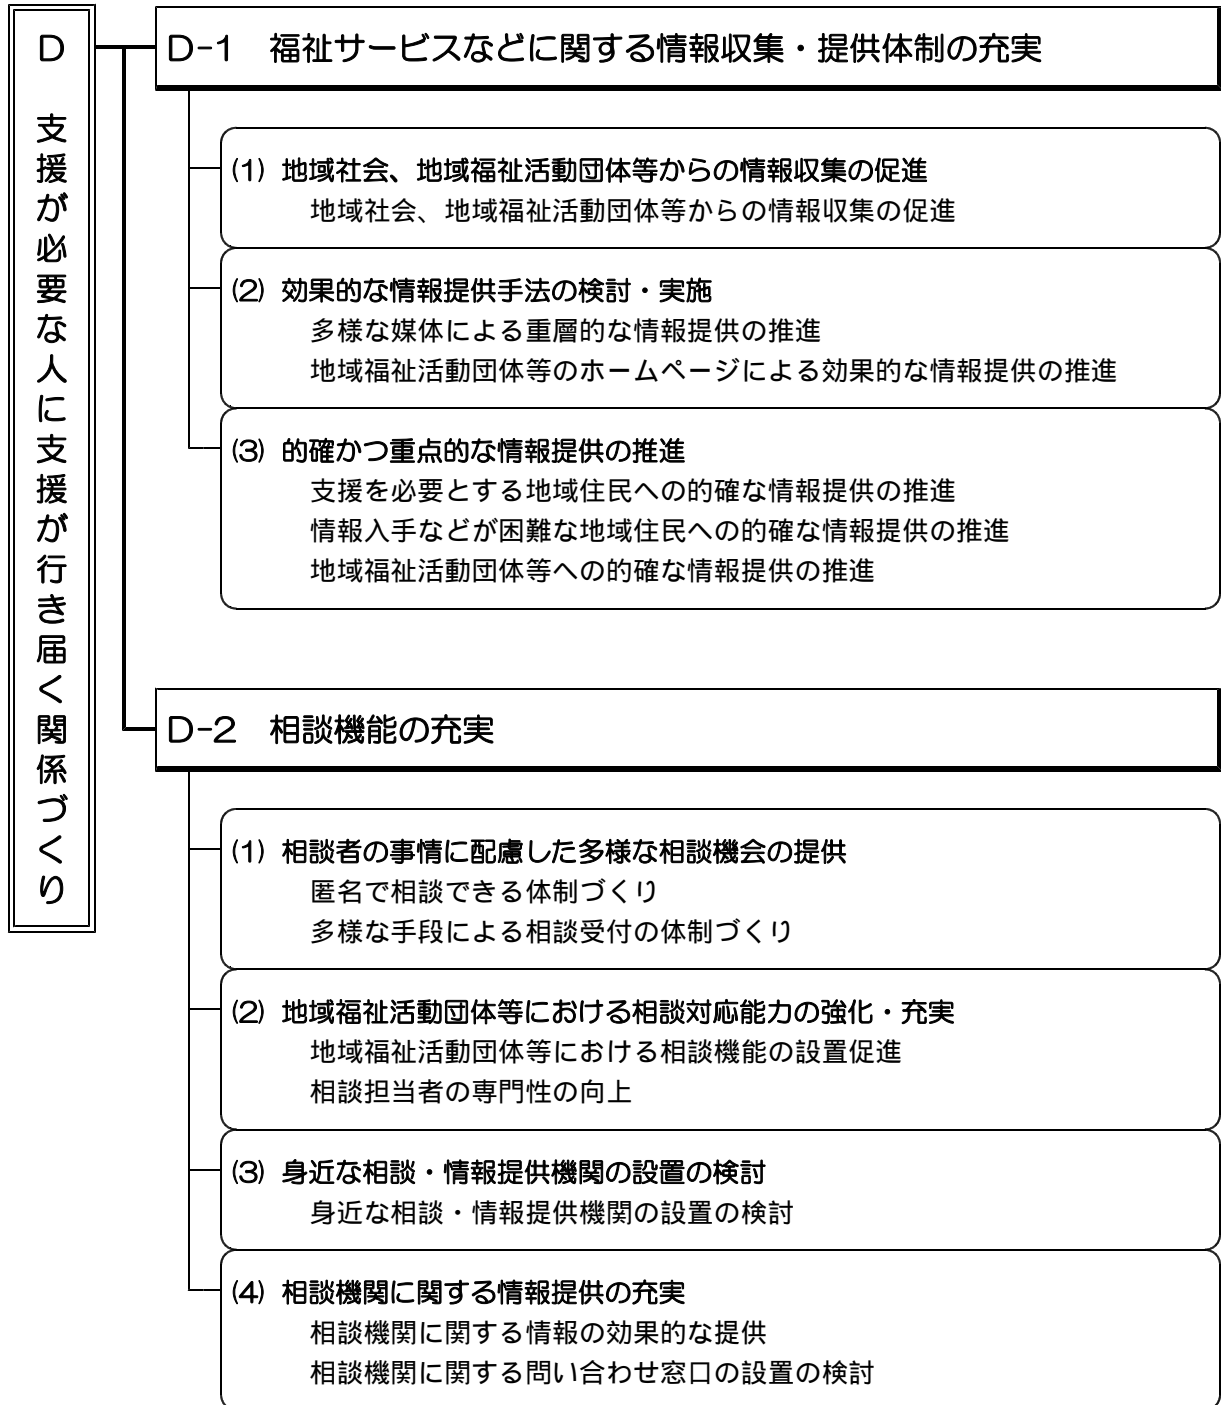 D　支援が必要な人に支援が行き届く関係づくり
D-1　福祉サービスなどに関する情報収集・提供体制の充実
(1) 地域社会、地域福祉活動団体等からの情報収集の促進
地域社会、地域福祉活動団体等からの情報収集の促進
(2) 効果的な情報提供手法の検討・実施
多様な媒体による重層的な情報提供の推進
地域福祉活動団体等のホームページによる効果的な情報提供の推進
(3) 的確かつ重点的な情報提供の推進
支援を必要とする地域住民への的確な情報提供の推進
情報入手などが困難な地域住民への的確な情報提供の推進
地域福祉活動団体等への的確な情報提供の推進
D-2　相談機能の充実
(1) 相談者の事情に配慮した多様な相談機会の提供
匿名で相談できる体制づくり
多様な手段による相談受付の体制づくり
(2) 地域福祉活動団体等における相談対応能力の強化・充実
地域福祉活動団体等における相談機能の設置促進
相談担当者の専門性の向上
(3) 身近な相談・情報提供機関の設置の検討
身近な相談・情報提供機関の設置の検討
(4) 相談機関に関する情報提供の充実
相談機関に関する情報の効果的な提供
相談機関に関する問い合わせ窓口の設置の検討